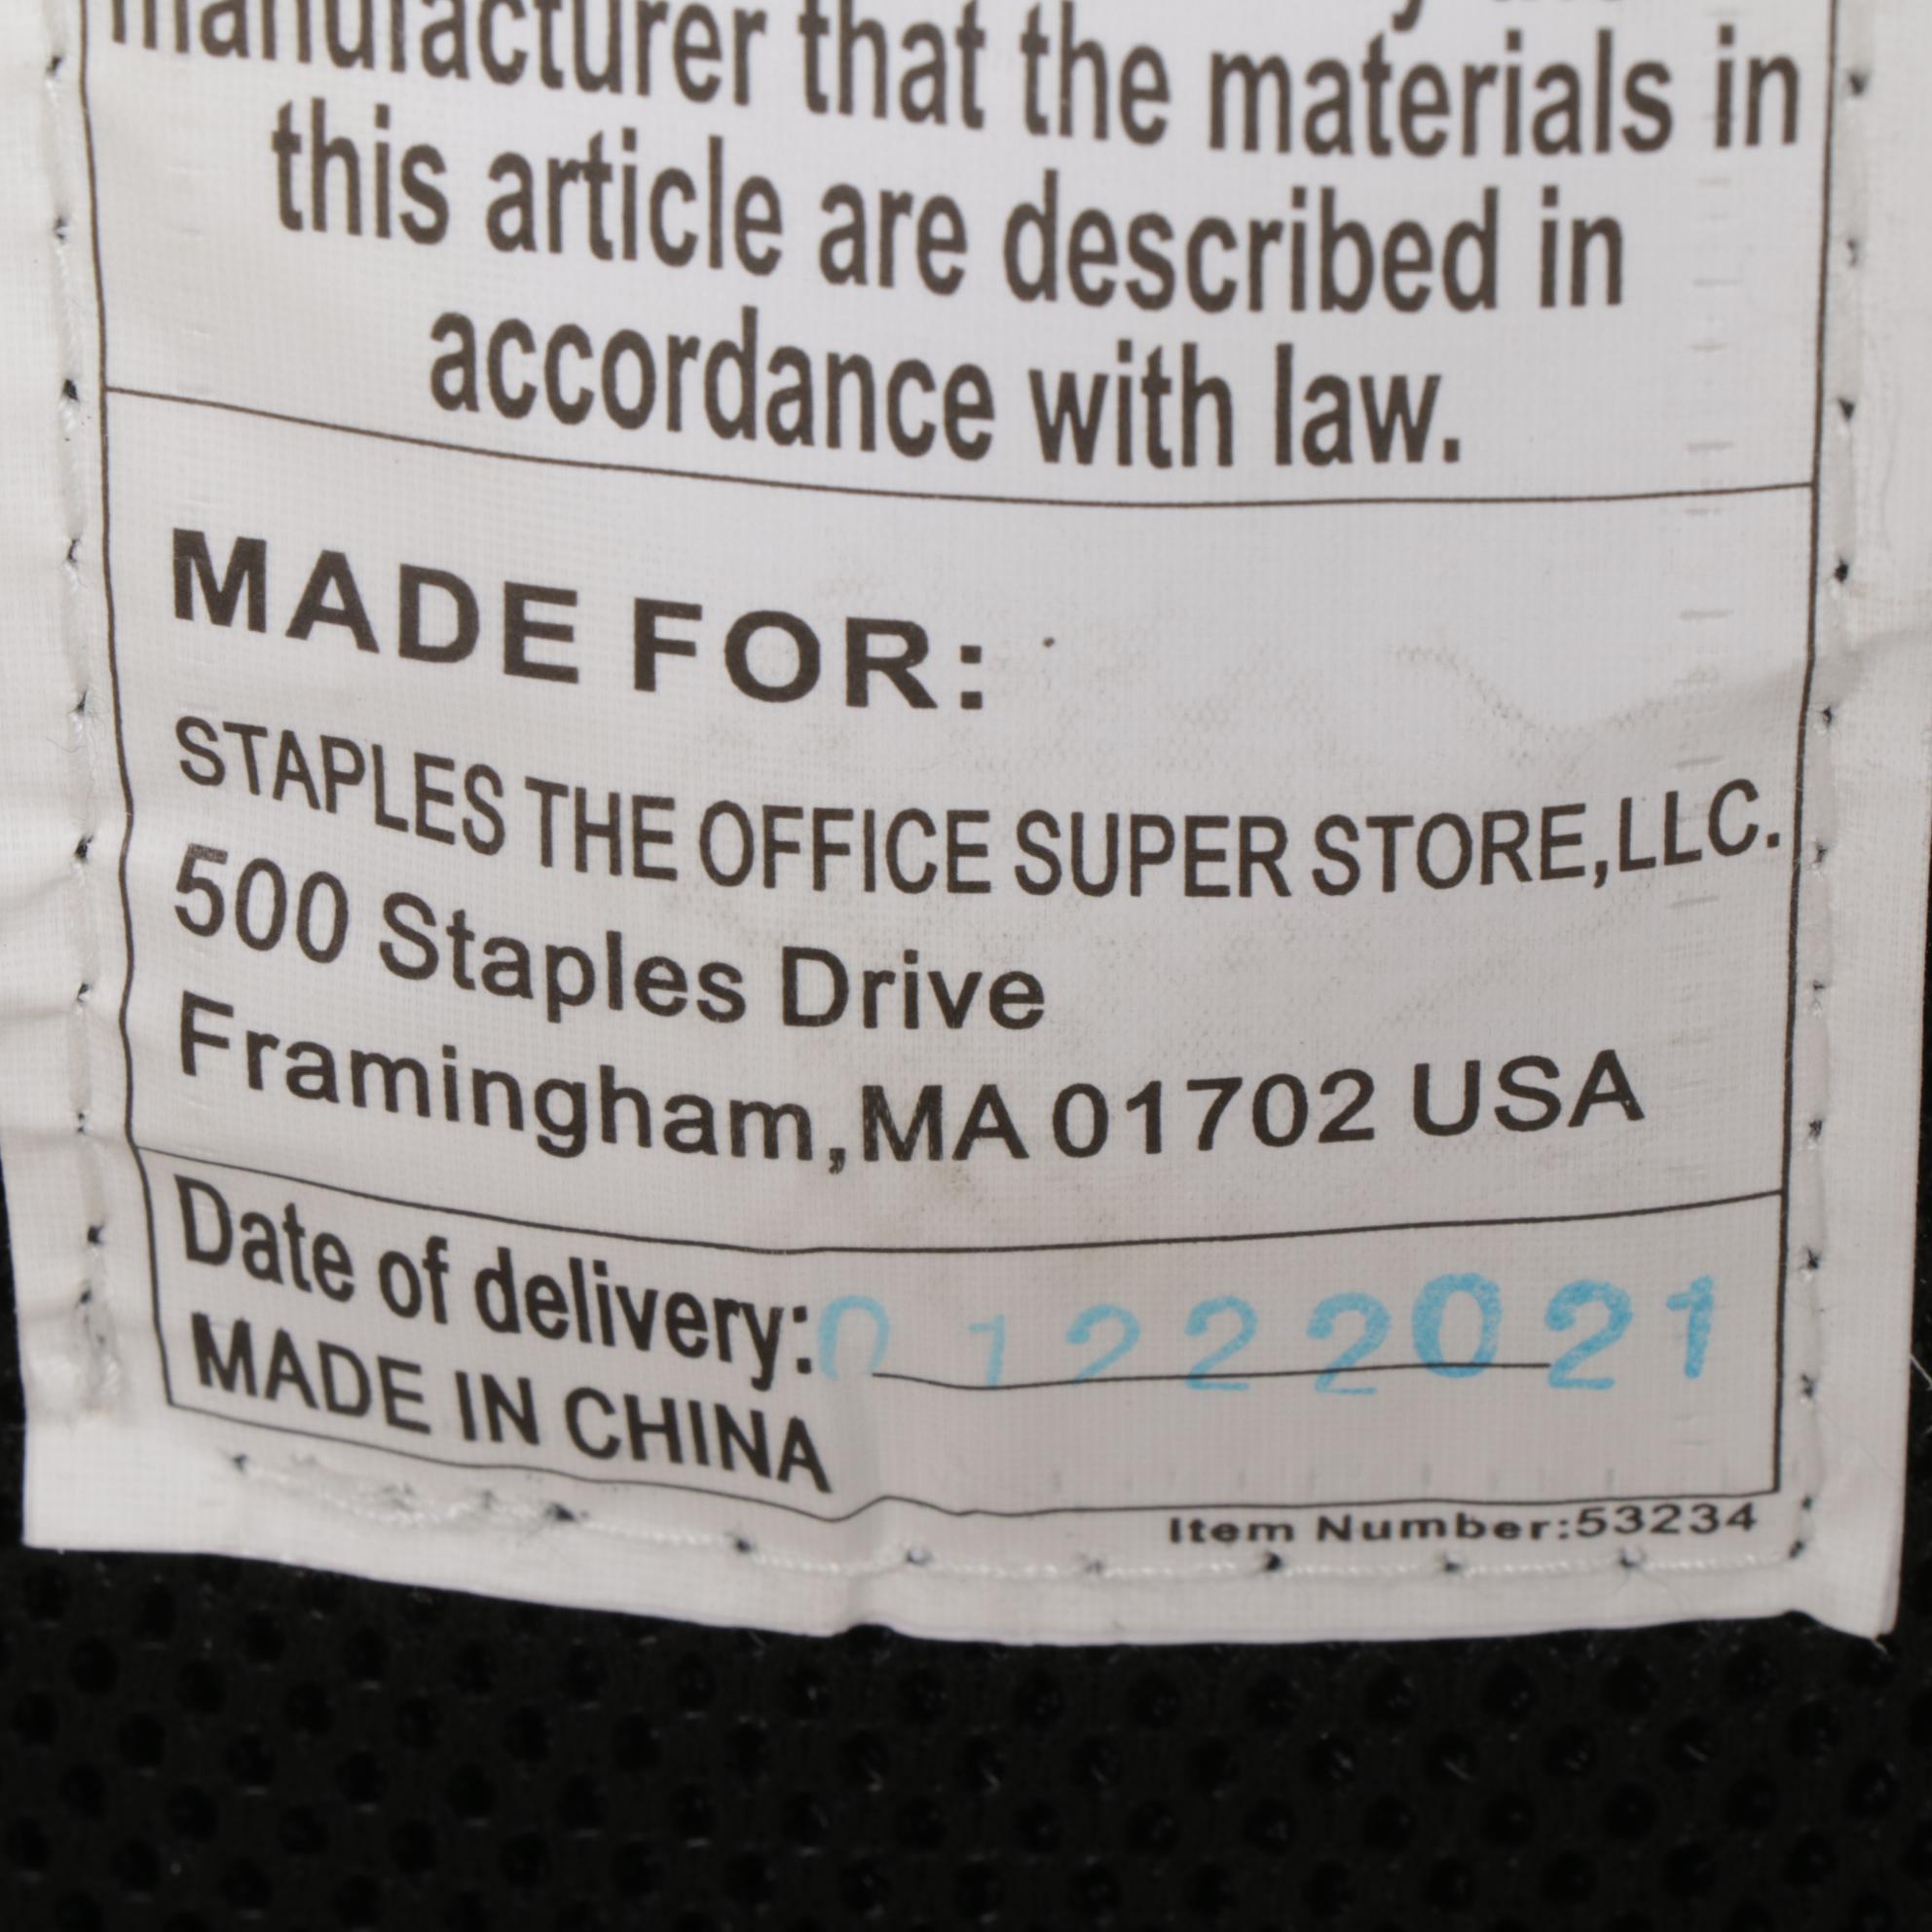 manufacturer that the materials in
this article are described in
accordance with law.
MADE FOR:
STAPLES THE OFFICE SUPER STORE,LLC.
500 Staples Drive
Framingham,MA 01702 USA
Date of delivery:01222021
MADE IN CHINA
Item Number:53234